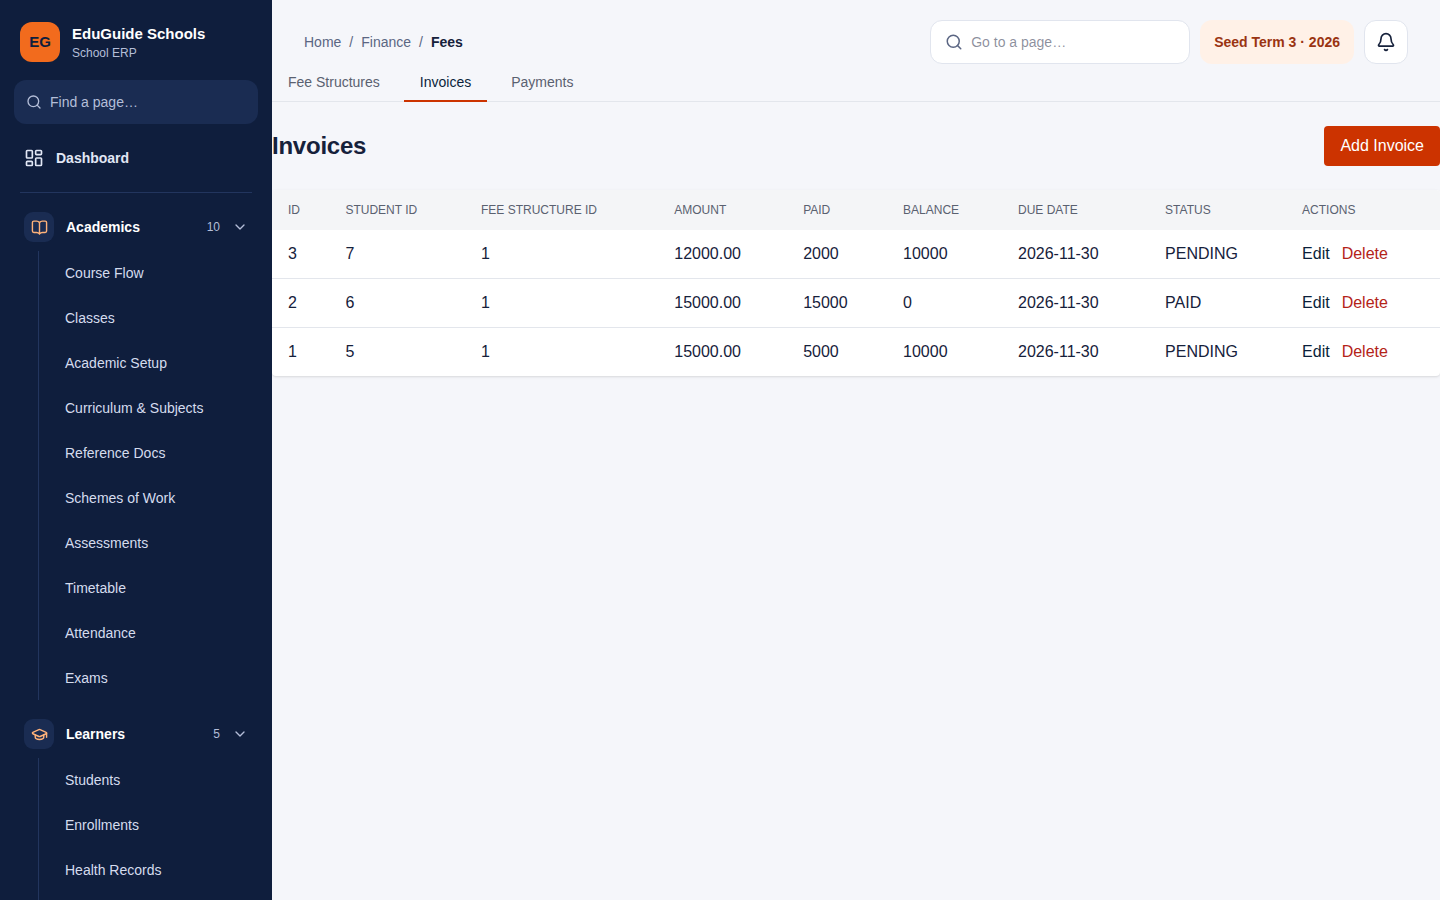 EG
EduGuide Schools
School ERP
Find a page…
Dashboard
Academics 10
Course Flow
Classes
Academic Setup
Curriculum & Subjects
Reference Docs
Schemes of Work
Assessments
Timetable
Attendance
Exams
Learners 5
Students
Enrollments
Health Records
Home / Finance / Fees
Go to a page…
Seed Term 3 · 2026
Fee Structures Invoices Payments
Invoices
Add Invoice
ID STUDENT ID FEE STRUCTURE ID AMOUNT PAID BALANCE DUE DATE STATUS ACTIONS
3 7 1 12000.00 2000 10000 2026-11-30 PENDING Edit Delete
2 6 1 15000.00 15000 0 2026-11-30 PAID Edit Delete
1 5 1 15000.00 5000 10000 2026-11-30 PENDING Edit Delete